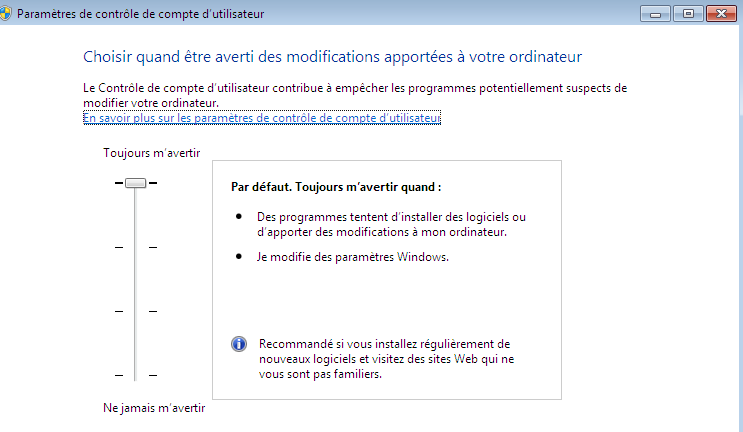 Paramètres de contrôle de compte d'utilisateur
Choisir quand être averti des modifications apportées à votre ordinateur
Le Contrôle de compte d'utilisateur contribue à empêcher les programmes potentiellement suspects de
modifier votre ordinateur.
En savoir plus sur les paramètres de contrôle de compte d'utilisateur
Toujours m'avertir
Par défaut. Toujours m'avertir quand :
Des programmes tentent d'installer des logiciels ou
d'apporter des modifications à mon ordinateur.
Je modifie des paramètres Windows.
Recommandé si vous installez régulièrement de
nouveaux logiciels et visitez des sites Web qui ne
vous sont pas familiers.
Ne jamais m'avertir